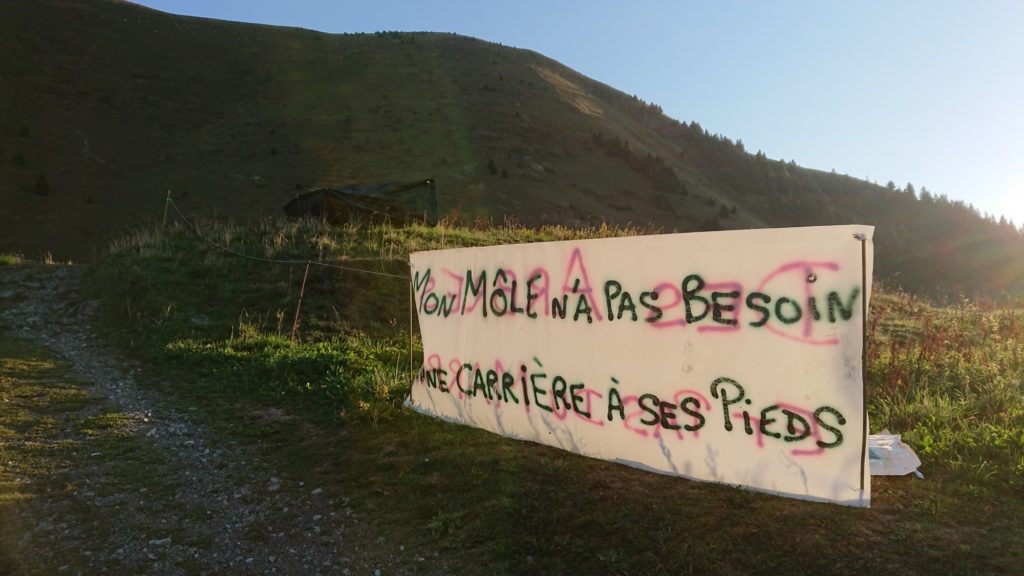 MON MÔLE N'A PAS BESOIN
UNE CARRIÈRE À SES PIEDS